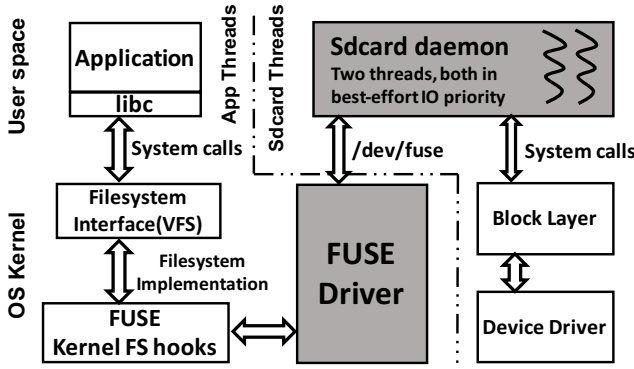 User space
OS Kernel
Application
libc
System calls
Filesystem
Interface(VFS)
Filesystem
Implementation
FUSE
Kernel FS hooks
App Threads
Sdcard Threads
Sdcard daemon
Two threads, both in
best-effort IO priority
/dev/fuse
System calls
FUSE
Driver
Block Layer
Device Driver